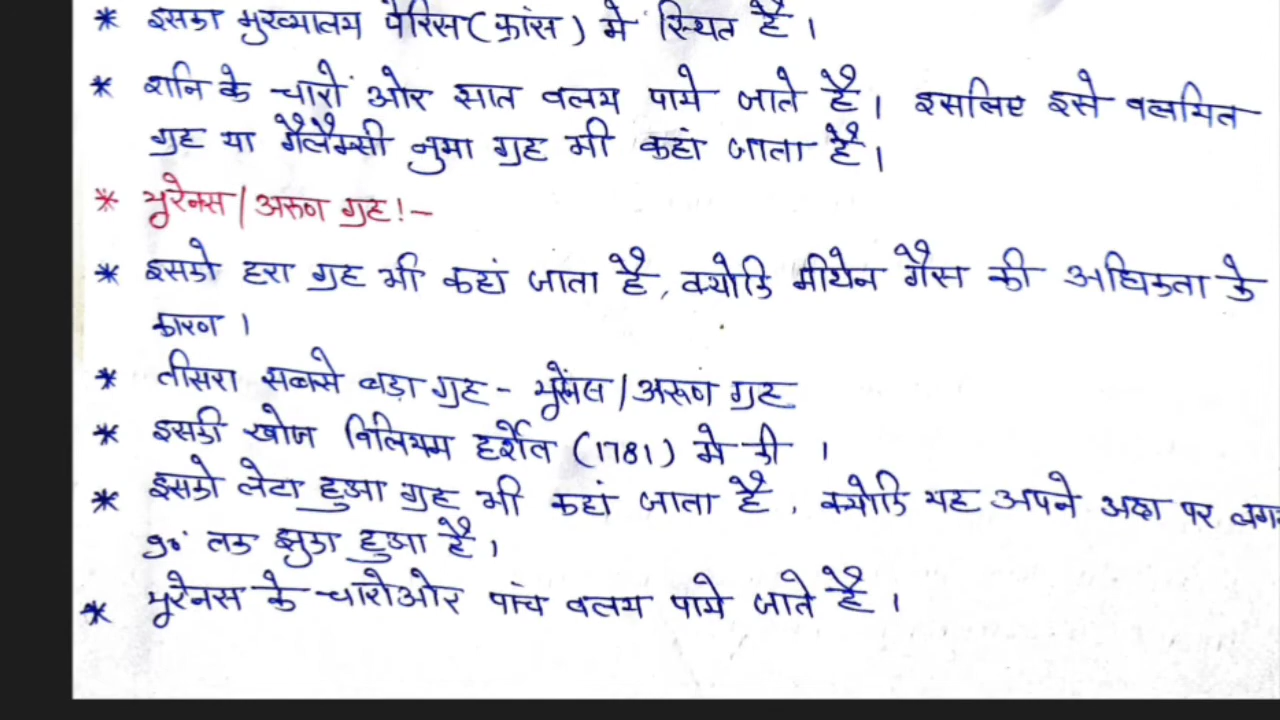 * इसका मुख्यालय पेरिस (फ्रांस) मे स्थित है।
* शनि के चारों ओर सात वलय पाये जाते है। इसलिए इसे वलयित
ग्रह या गैलेक्सी नुमा ग्रह भी कहां जाता है।
* यूरेनस/अरुण ग्रह!-
* इसको हरा ग्रह भी कहां जाता है, क्योकि मीथेन गैस की अधिकता के
कारण ।
* तीसरा सबसे बड़ा ग्रह - यूरेनस/अरूण ग्रह
* इसकी खोज विलियम हर्शेल (1781) मे की ।
* इसको लेटा हुआ ग्रह भी कहां जाता है, क्योकि यह अपने अक्ष पर लग
90° तक झुका हुआ है।
* यूरेनस के चारोओर पांच वलय पाये जाते है।